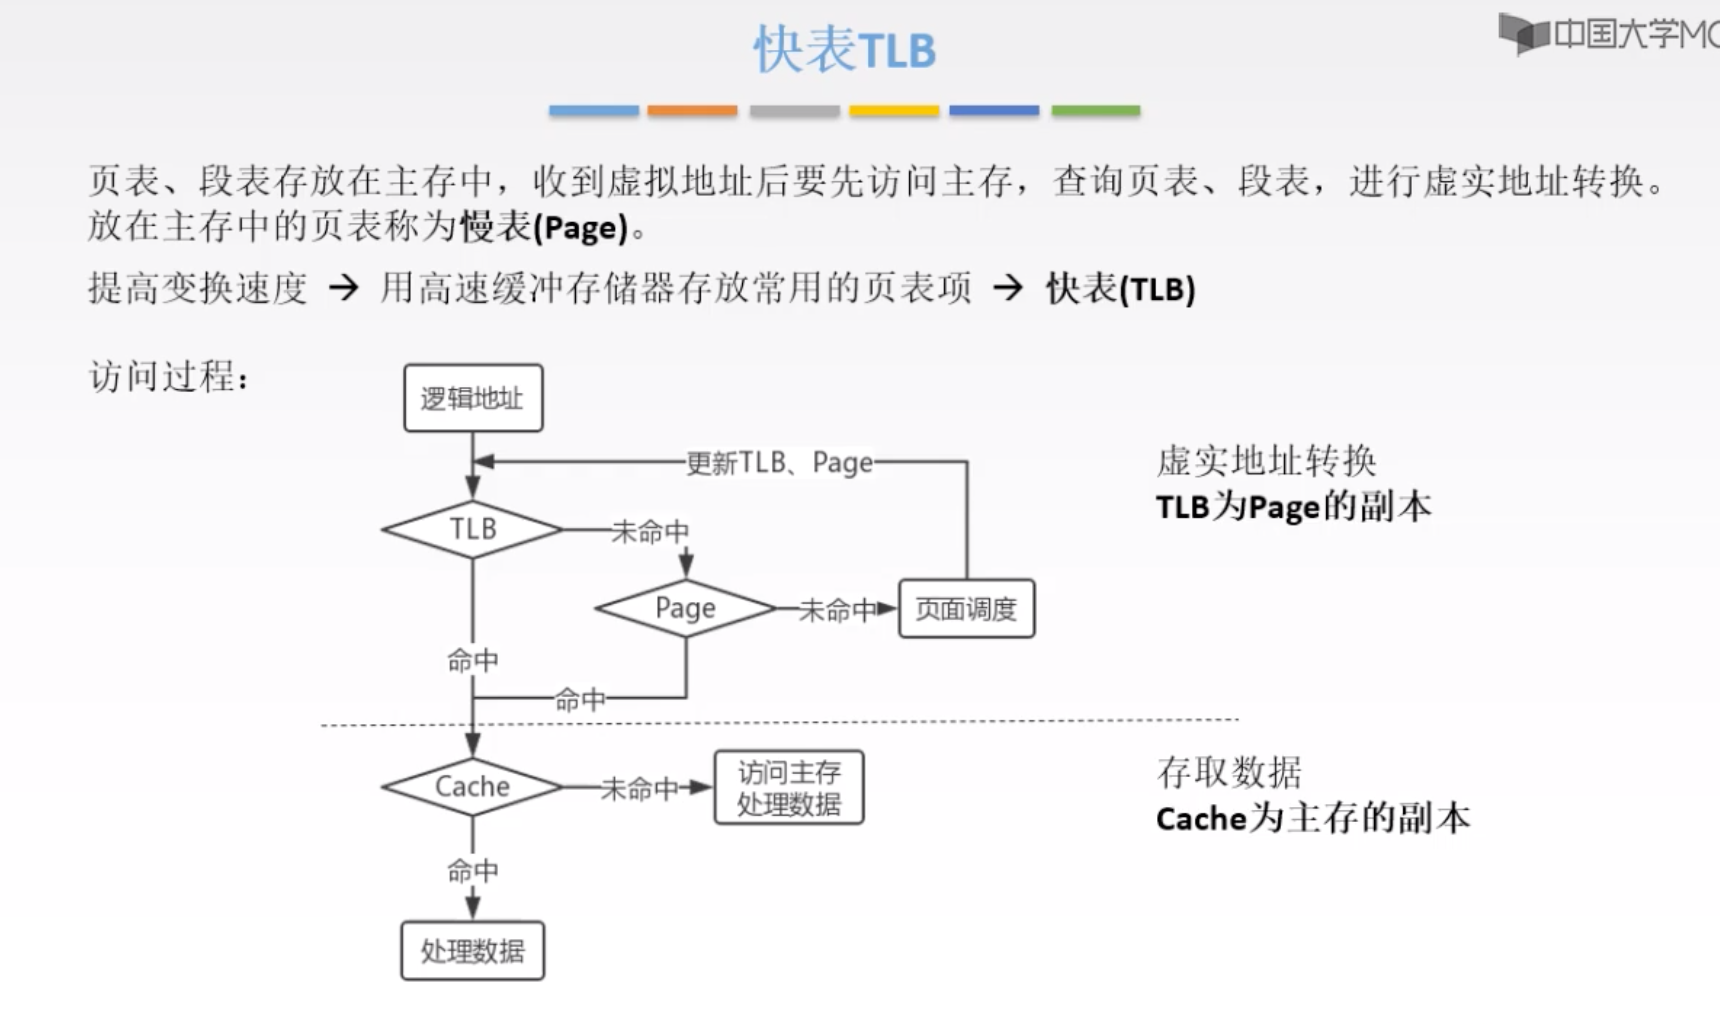 快表TLB
中国大学MO
页表、段表存放在主存中，收到虚拟地址后要先访问主存，查询页表、段表，进行虚实地址转换。
放在主存中的页表称为慢表(Page)。
提高变换速度 → 用高速缓冲存储器存放常用的页表项 → 快表(TLB)
访问过程：
逻辑地址
更新TLB、Page
虚实地址转换
TLB为Page的副本
TLB
未命中
Page
未命中
页面调度
命中
命中
Cache
未命中
访问主存
处理数据
存取数据
Cache为主存的副本
命中
处理数据